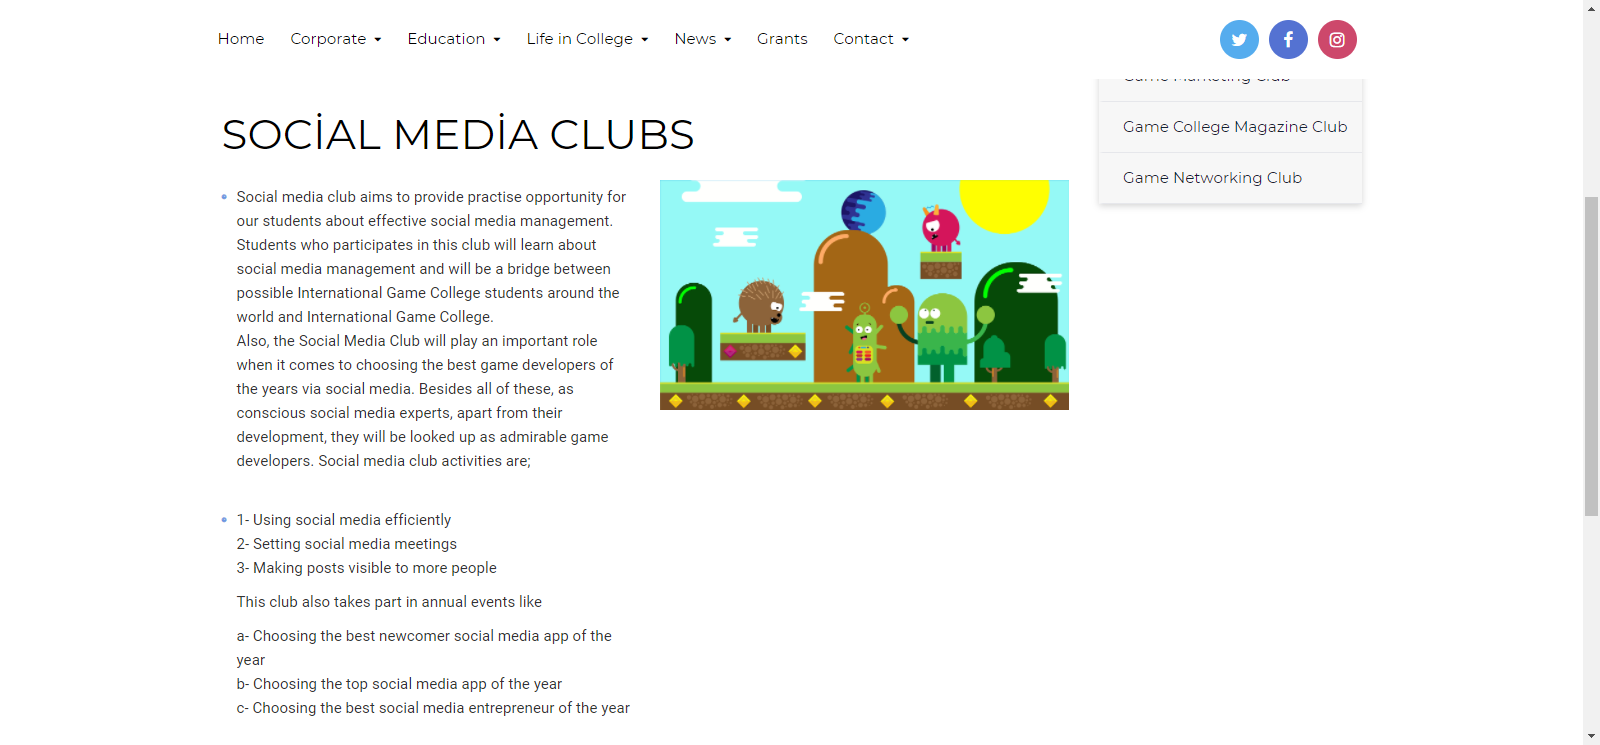 Home Corporate Education Life in College News Grants Contact
Game Marketing Club
Game College Magazine Club
Game Networking Club
SOCİAL MEDİA CLUBS
Social media club aims to provide practise opportunity for
our students about effective social media management.
Students who participates in this club will learn about
social media management and will be a bridge between
possible International Game College students around the
world and International Game College.
Also, the Social Media Club will play an important role
when it comes to choosing the best game developers of
the years via social media. Besides all of these, as
conscious social media experts, apart from their
development, they will be looked up as admirable game
developers. Social media club activities are;
1- Using social media efficiently
2- Setting social media meetings
3- Making posts visible to more people
This club also takes part in annual events like
a- Choosing the best newcomer social media app of the
year
b- Choosing the top social media app of the year
c- Choosing the best social media entrepreneur of the year